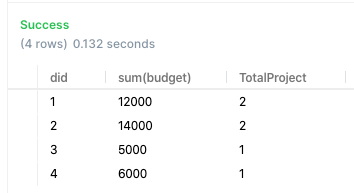 Success
(4 rows) 0.132 seconds
did sum(budget) TotalProject
1 12000 2
2 14000 2
3 5000 1
4 6000 1